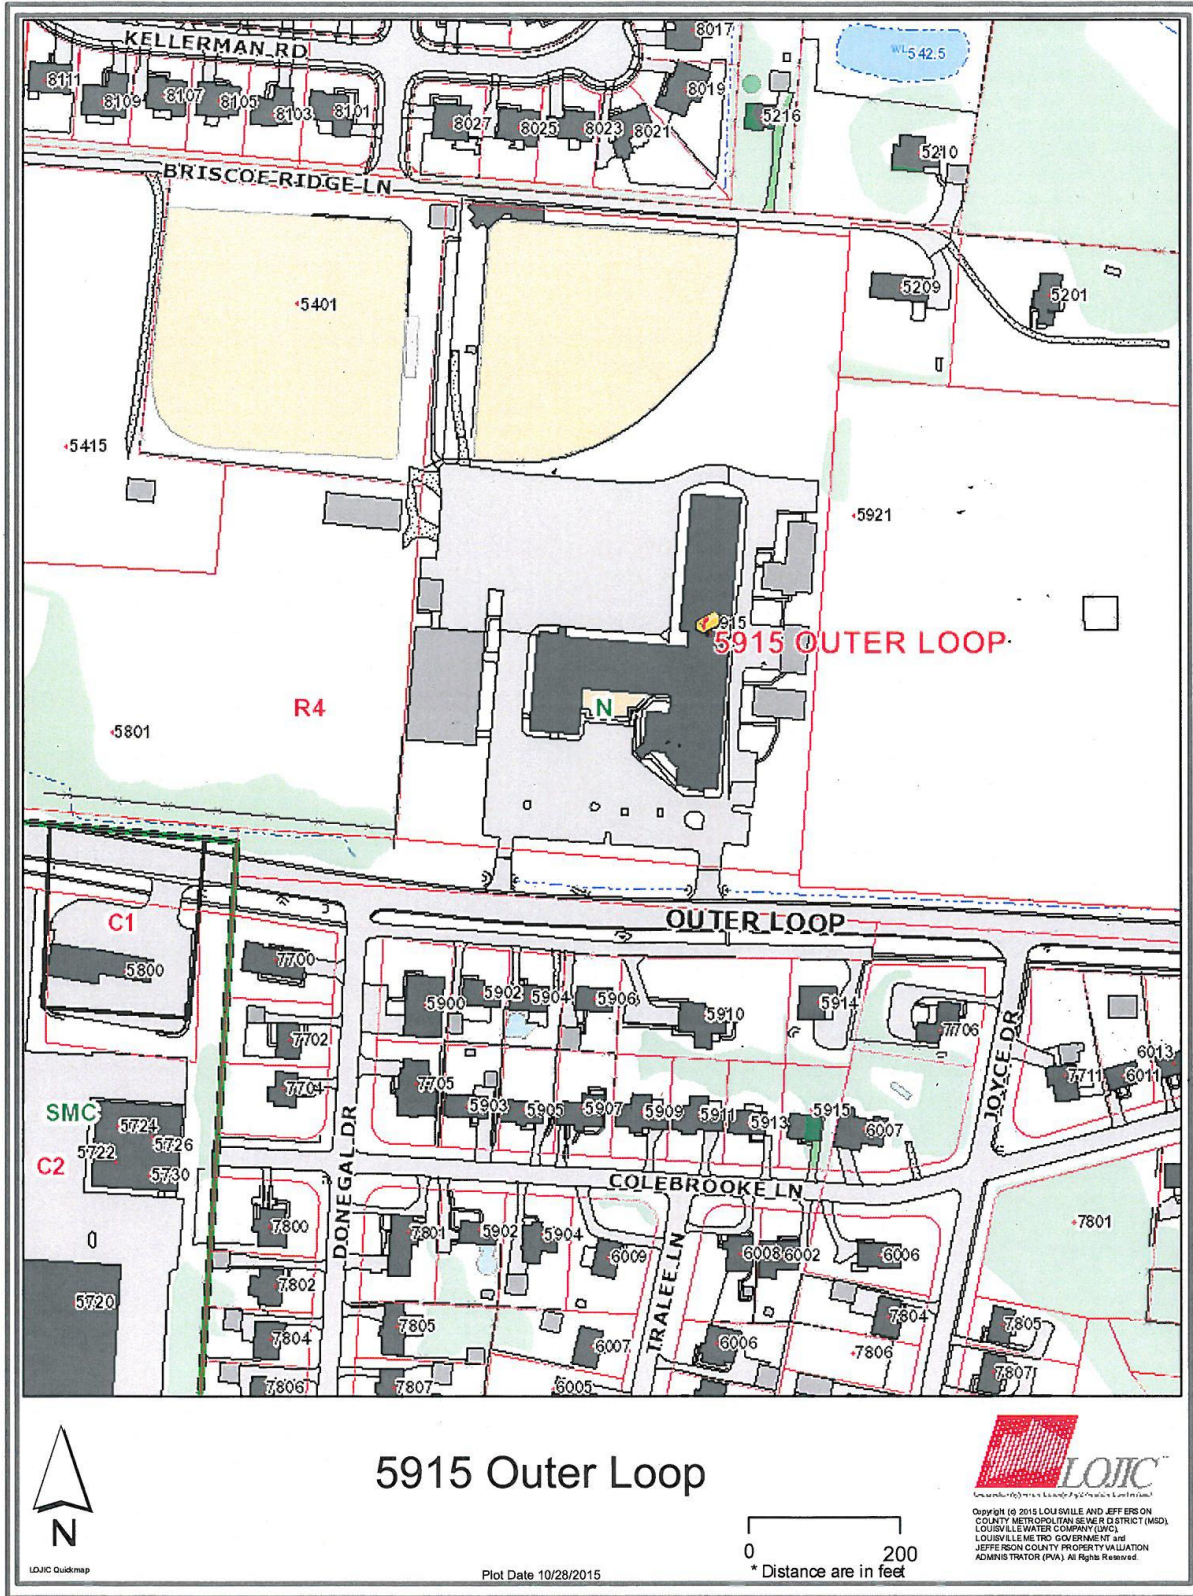 8017
KELLERMAN RD
WL 542.5
8111
8109
8107
8105
8103
8101
8019
8027
8025
8023
8021
5216
5210
BRISCOE RIDGE LN
5401
5209
5201
5415
5921
915
5915 OUTER LOOP
R4
N
5801
OUTER LOOP
C1
5800
7700
5900
5902
5904
5906
5910
5914
7706
7702
JOYCE DR
6013
7704
7705
7711
6011
SMC
5724
5903
5905
5907
5909
5911
5913
5915
6007
5722
5726
C2
5730
DONEGAL DR
COLEBROOKE LN
7800
7801
5902
5904
6009
TRALEE LN
6008
6002
6006
7801
7802
5720
7804
7805
6007
6006
7804
7806
7805
7806
7807
6005
7807
5915 Outer Loop
LOJIC
N
0 200
* Distance are in feet
Copyright (c) 2015 LOUISVILLE AND JEFFERSON
COUNTY METROPOLITAN SEWER DISTRICT (MSD),
LOUISVILLE WATER COMPANY (LWC),
LOUISVILLE METRO GOVERNMENT and
JEFFERSON COUNTY PROPERTY VALUATION
ADMINISTRATOR (PVA). All Rights Reserved.
LOJIC Quickmap
Plot Date 10/28/2015